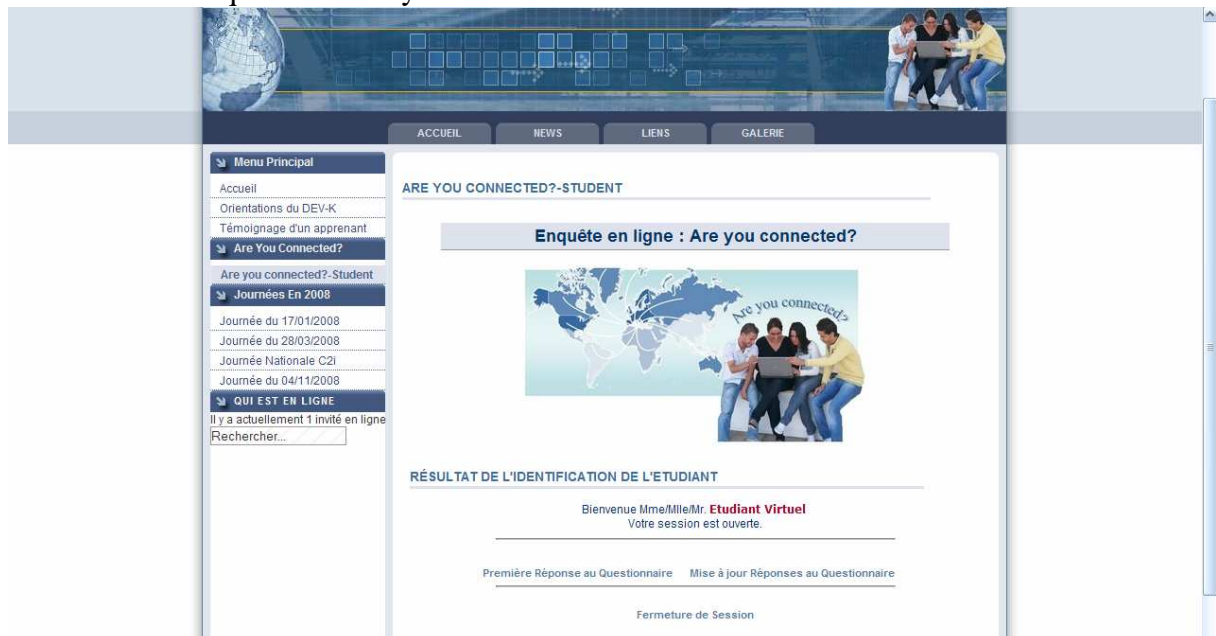 ACCUEIL NEWS LIENS GALERIE
Menu Principal
Accueil
Orientations du DEV-K
Témoignage d'un apprenant
Are You Connected?
Are you connected?-Student
Journées En 2008
Journée du 17/01/2008
Journée du 28/03/2008
Journée Nationale C2i
Journée du 04/11/2008
QUI EST EN LIGNE
Il y a actuellement 1 invité en ligne
Rechercher...
ARE YOU CONNECTED?-STUDENT
Enquête en ligne : Are you connected?
Are you connected?
RÉSULTAT DE L'IDENTIFICATION DE L'ETUDIANT
Bienvenue Mme/Mlle/Mr. Etudiant Virtuel
Votre session est ouverte.
Première Réponse au Questionnaire Mise à jour Réponses au Questionnaire
Fermeture de Session